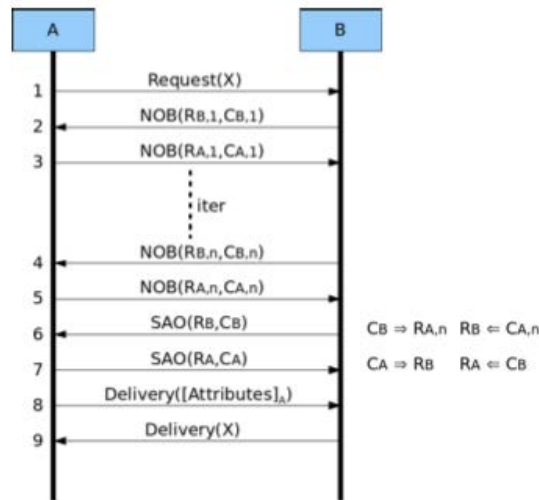 A B
1 Request(X)
2 NOB(RB,1,CB,1)
3 NOB(RA,1,CA,1)
iter
4 NOB(RB,n,CB,n)
5 NOB(RA,n,CA,n)
6 SAO(RB,CB) CB ⇒ RA,n RB ⇐ CA,n
7 SAO(RA,CA) CA ⇒ RB RA ⇐ CB
8 Delivery([Attributes]A)
9 Delivery(X)